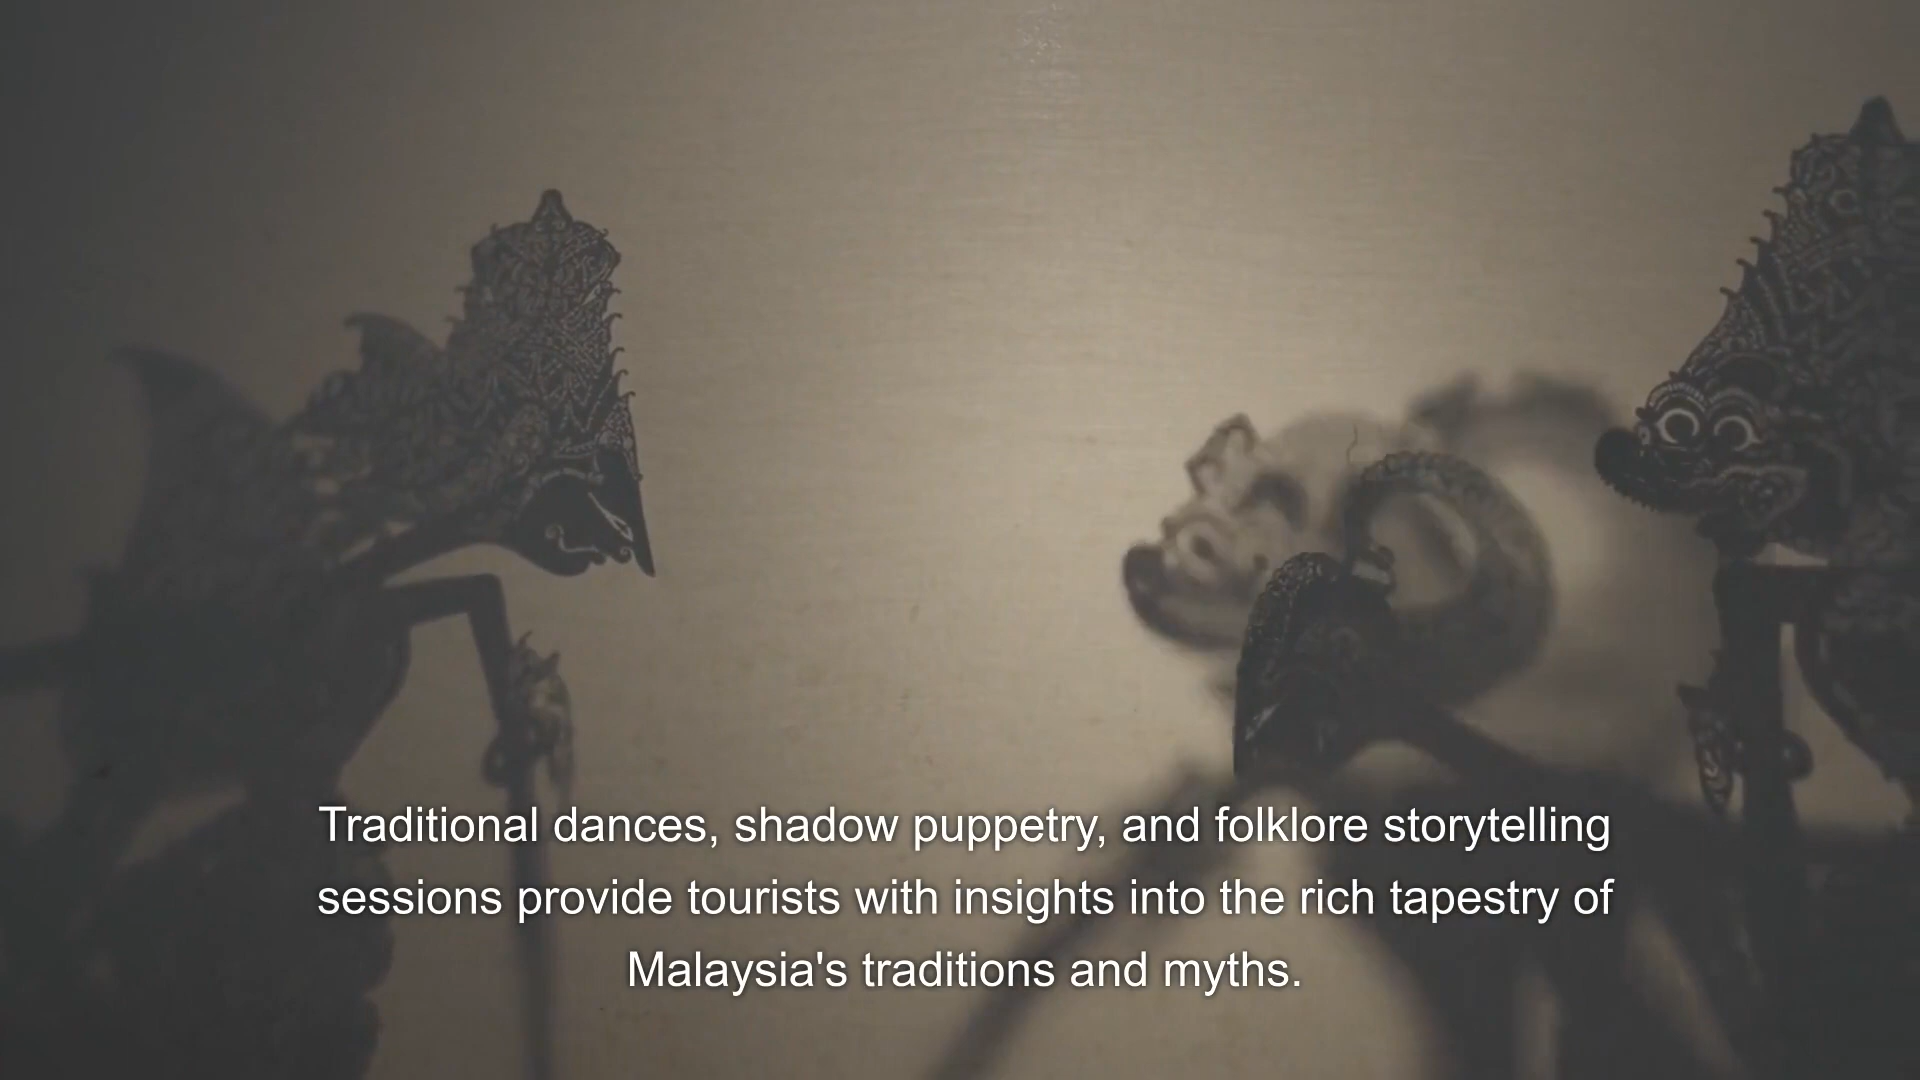 Traditional dances, shadow puppetry, and folklore storytelling
sessions provide tourists with insights into the rich tapestry of
Malaysia's traditions and myths.